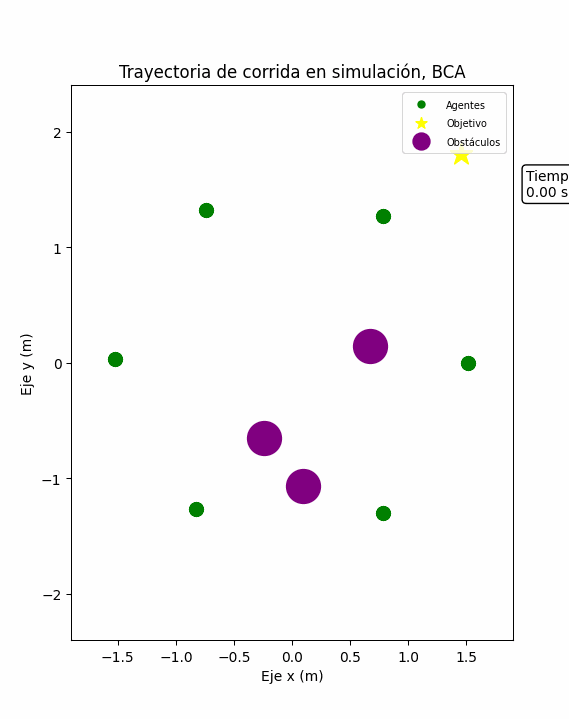 Trayectoria de corrida en simulación, BCA
Agentes
Objetivo
Obstáculos
Tiemp
0.00 s
2
1
0
−1
−2
Eje y (m)
−1.5
−1.0
−0.5
0.0
0.5
1.0
1.5
Eje x (m)